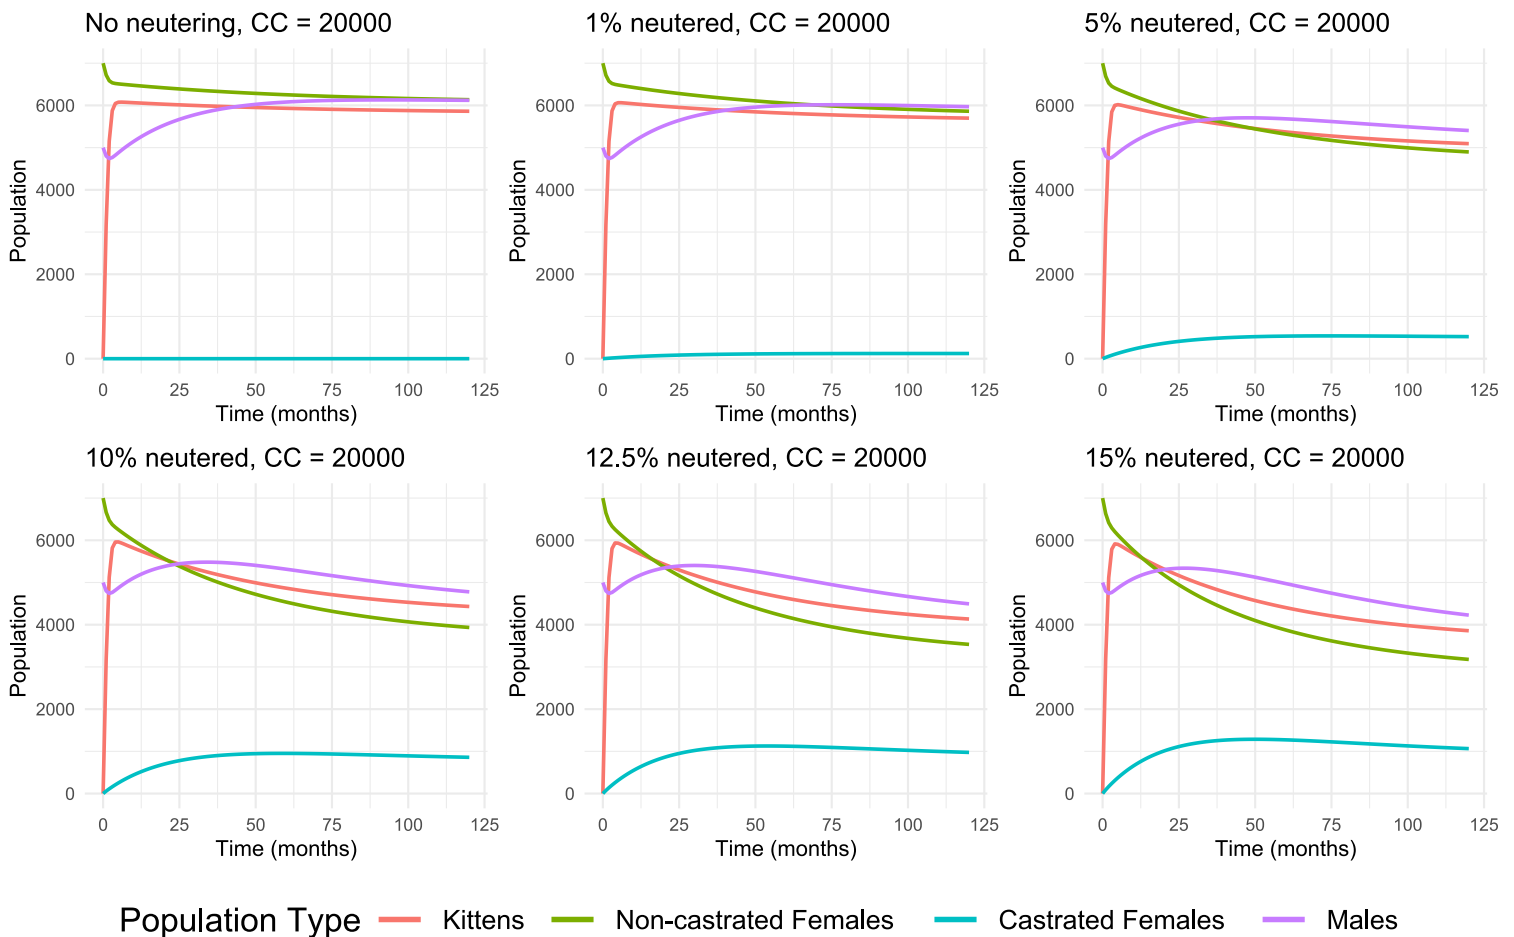 No neutering, CC = 20000
6000
4000
2000
0
Population
0 25 50 75 100 125
Time (months)
1% neutered, CC = 20000
6000
4000
2000
0
Population
0 25 50 75 100 125
Time (months)
5% neutered, CC = 20000
6000
4000
2000
0
Population
0 25 50 75 100 125
Time (months)
10% neutered, CC = 20000
6000
4000
2000
0
Population
0 25 50 75 100 125
Time (months)
12.5% neutered, CC = 20000
6000
4000
2000
0
Population
0 25 50 75 100 125
Time (months)
15% neutered, CC = 20000
6000
4000
2000
0
Population
0 25 50 75 100 125
Time (months)
Population Type Kittens Non-castrated Females Castrated Females Males